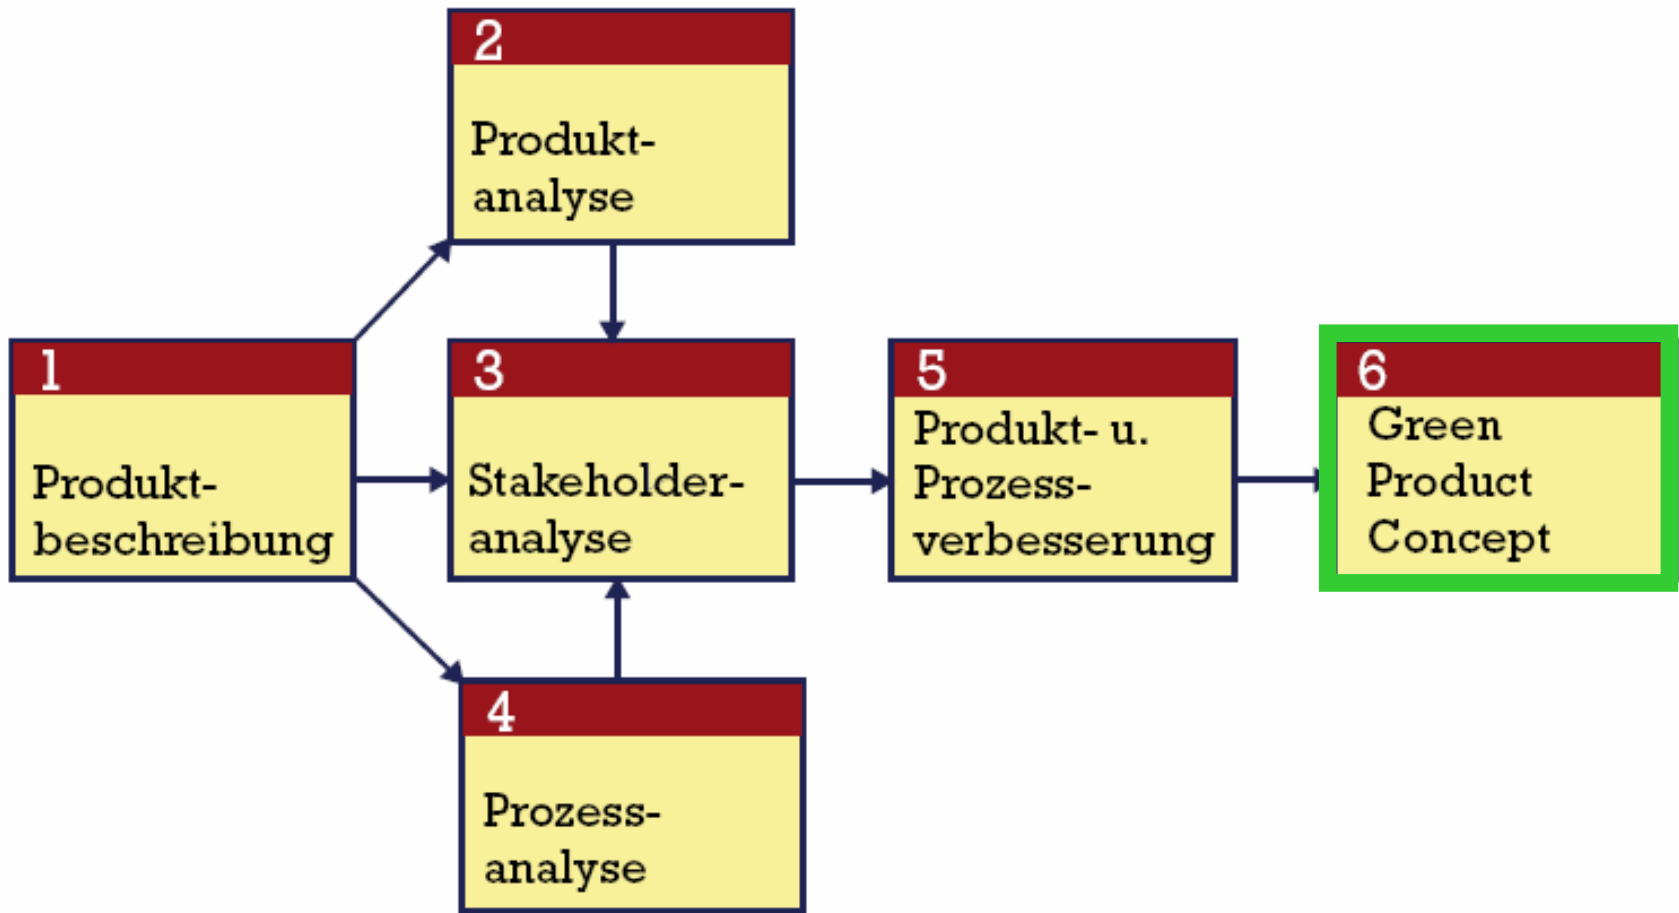 2
Produkt-
analyse
1
Produkt-
beschreibung
3
Stakeholder-
analyse
5
Produkt- u.
Prozess-
verbesserung
6
Green
Product
Concept
4
Prozess-
analyse